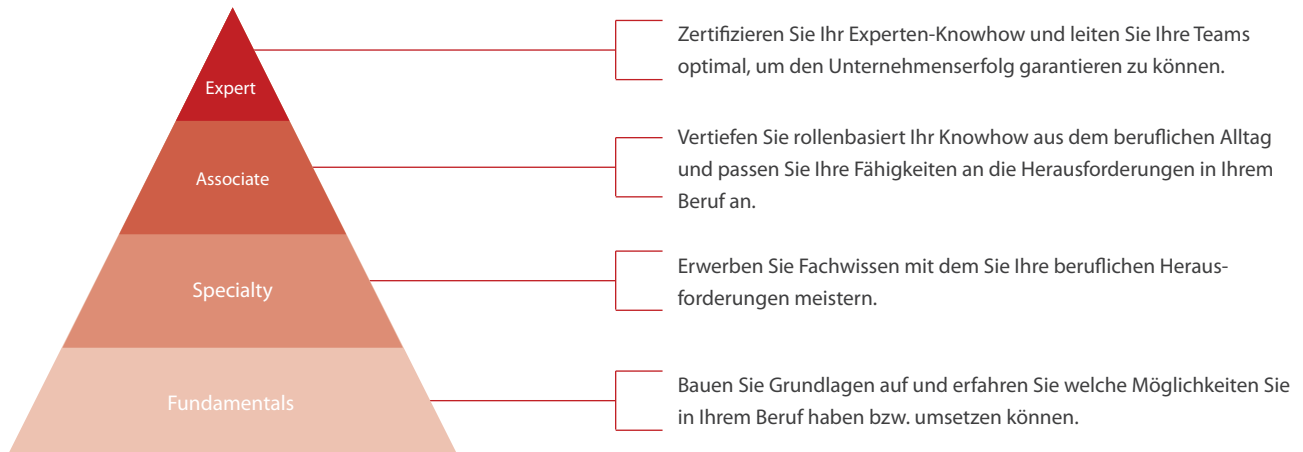 Expert
Zertifizieren Sie Ihr Experten-Knowhow und leiten Sie Ihre Teams
optimal, um den Unternehmenserfolg garantieren zu können.
Associate
Vertiefen Sie rollenbasiert Ihr Knowhow aus dem beruflichen Alltag
und passen Sie Ihre Fähigkeiten an die Herausforderungen in Ihrem
Beruf an.
Specialty
Erwerben Sie Fachwissen mit dem Sie Ihre beruflichen Heraus-
forderungen meistern.
Fundamentals
Bauen Sie Grundlagen auf und erfahren Sie welche Möglichkeiten Sie
in Ihrem Beruf haben bzw. umsetzen können.